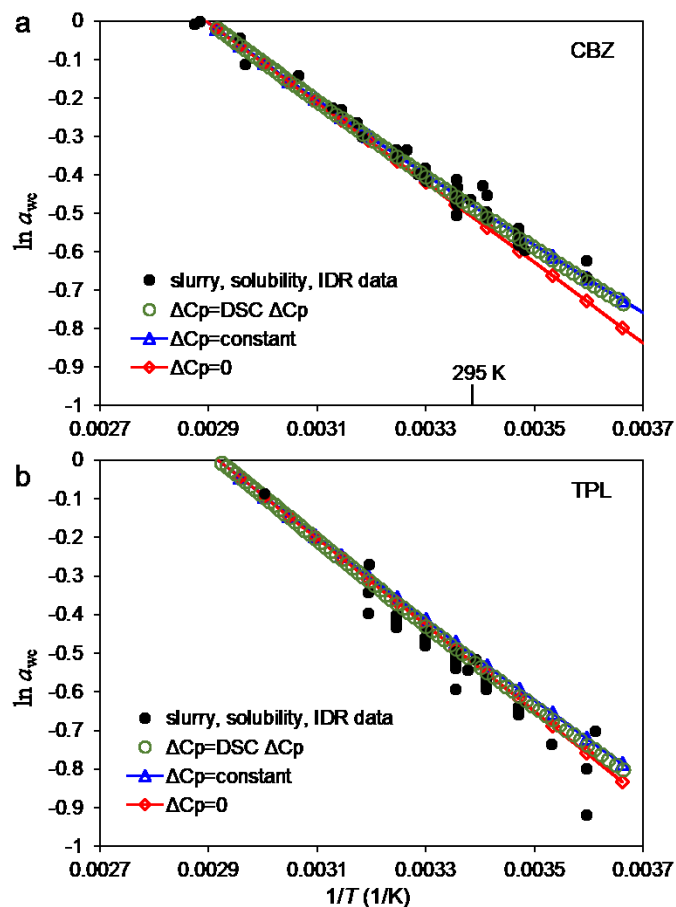 a
CBZ
0
-0.1
-0.2
-0.3
-0.4
-0.5
-0.6
-0.7
-0.8
-0.9
-1
ln awc
slurry, solubility, IDR data
ΔCp=DSC ΔCp
ΔCp=constant
ΔCp=0
295 K
0.0027 0.0029 0.0031 0.0033 0.0035 0.0037
b
TPL
0
-0.1
-0.2
-0.3
-0.4
-0.5
-0.6
-0.7
-0.8
-0.9
-1
ln awc
slurry, solubility, IDR data
ΔCp=DSC ΔCp
ΔCp=constant
ΔCp=0
0.0027 0.0029 0.0031 0.0033 0.0035 0.0037
1/T (1/K)